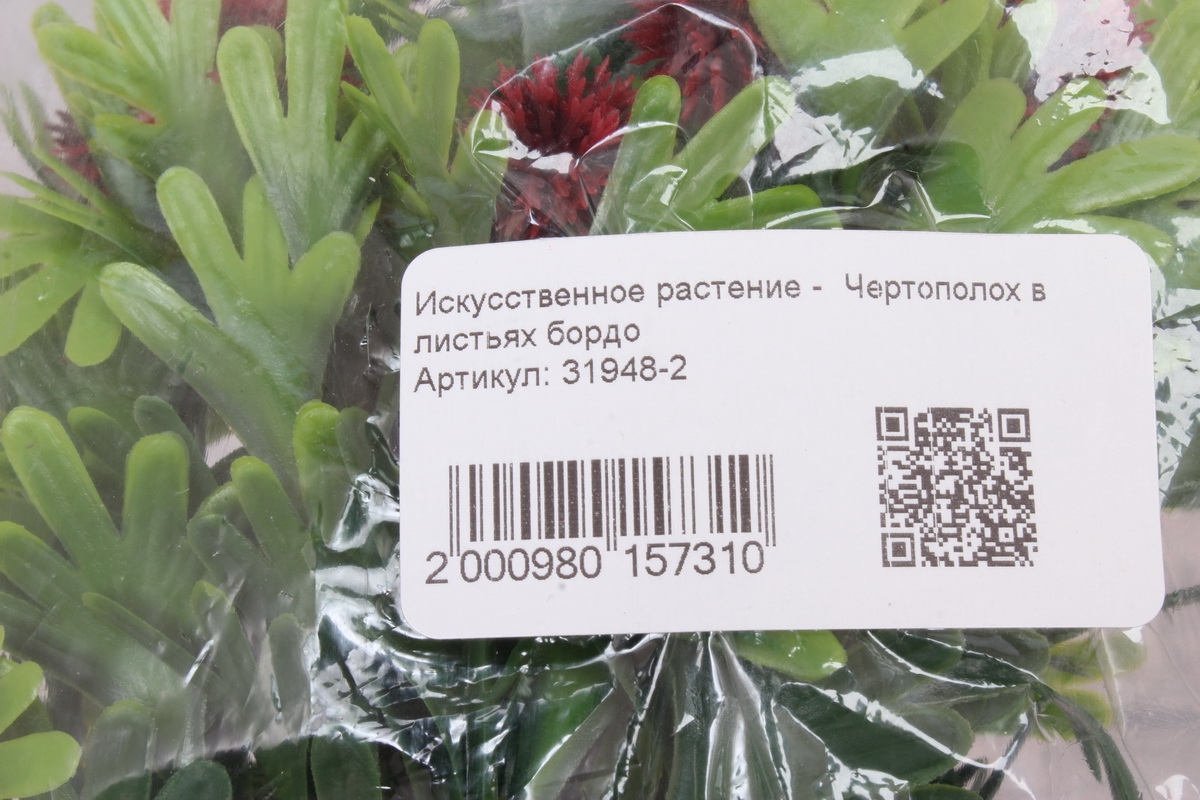 Искусственное растение - Чертополох в
листьях бордо
Артикул: 31948-2
2 000980 157310